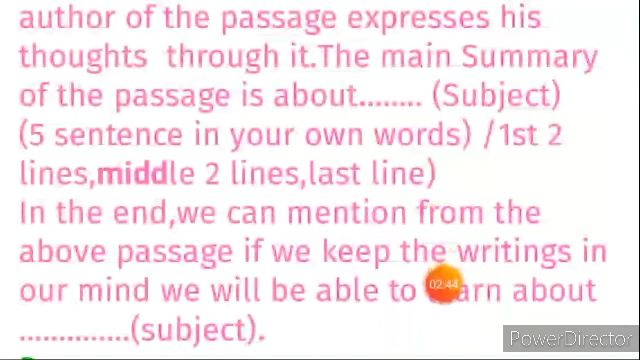 author of the passage expresses his
thoughts through it.The main Summary
of the passage is about........ (Subject)
(5 sentence in your own words) /1st 2
lines,middle 2 lines,last line)
In the end,we can mention from the
above passage if we keep the writings in
our mind we will be able to about
02:44
...............(subject).
PowerDirector